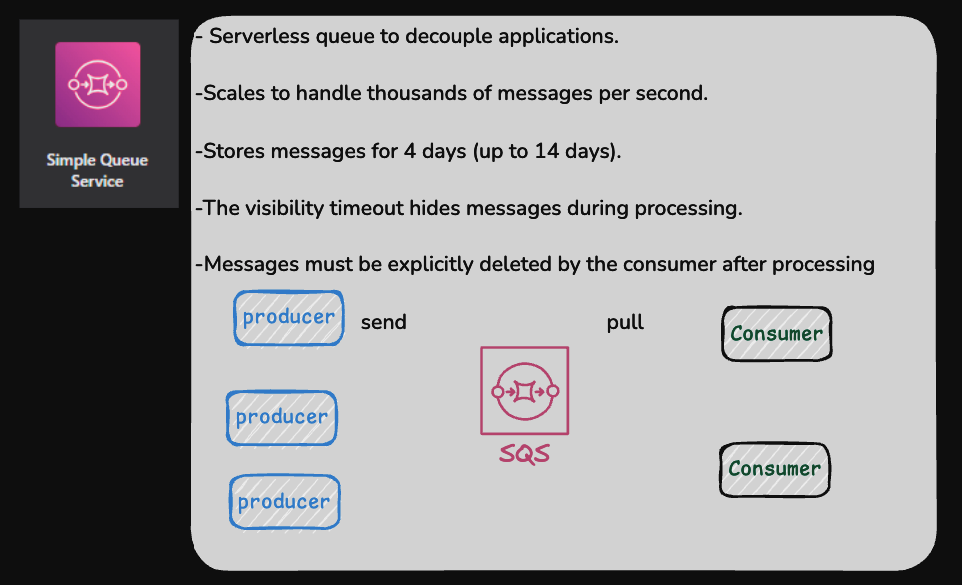 Simple Queue
Service
- Serverless queue to decouple applications.
-Scales to handle thousands of messages per second.
-Stores messages for 4 days (up to 14 days).
-The visibility timeout hides messages during processing.
-Messages must be explicitly deleted by the consumer after processing
producer
send
pull
Consumer
producer
SQS
Consumer
producer